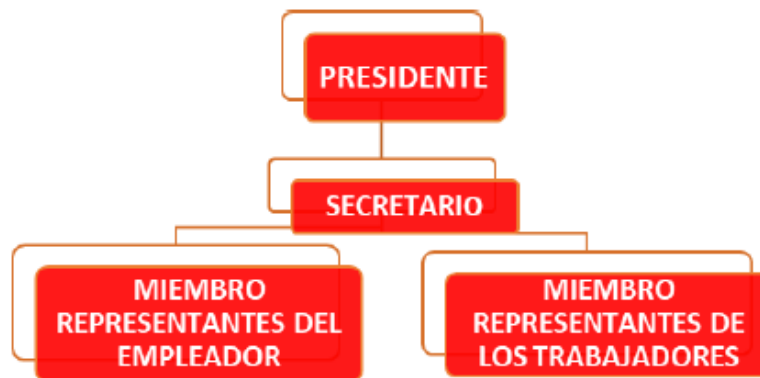 PRESIDENTE
SECRETARIO
MIEMBRO
REPRESENTANTES DEL
EMPLEADOR
MIEMBRO
REPRESENTANTES DE
LOS TRABAJADORES